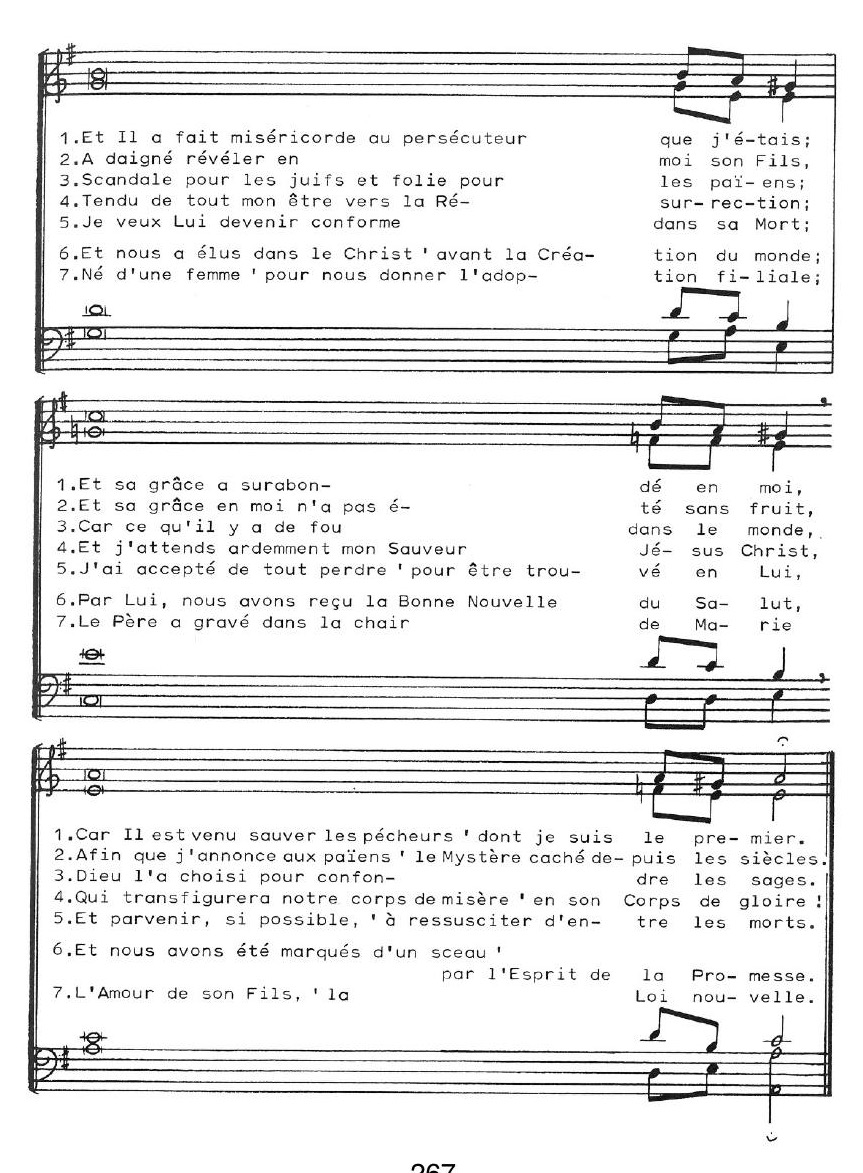 1.Et Il a fait miséricorde au persécuteur que j'é-tais;
2.A daigné révéler en moi son Fils,
3.Scandale pour les juifs et folie pour les paï-ens;
4.Tendu de tout mon être vers la Ré- sur-rec-tion;
5.Je veux Lui devenir conforme dans sa Mort;
6.Et nous a élus dans le Christ ' avant la Créa- tion du monde;
7.Né d'une femme ' pour nous donner l'adop- tion fi-liale;
1.Et sa grâce a surabon- dé en moi,
2.Et sa grâce en moi n'a pas é- té sans fruit,
3.Car ce qu'il y a de fou dans le monde,
4.Et j'attends ardemment mon Sauveur Jé- sus Christ,
5.J'ai accepté de tout perdre ' pour être trou- vé en Lui,
6.Par Lui, nous avons reçu la Bonne Nouvelle du Sa- lut,
7.Le Père a gravé dans la chair de Ma- rie
1.Car Il est venu sauver les pécheurs ' dont je suis le pre- mier.
2.Afin que j'annonce aux païens ' le Mystère caché de- puis les siècles.
3.Dieu l'a choisi pour confon- dre les sages.
4.Qui transfigurera notre corps de misère ' en son Corps de gloire !
5.Et parvenir, si possible, ' à ressusciter d'en- tre les morts.
6.Et nous avons été marqués d'un sceau '
par l'Esprit de la Pro- messe.
7.L'Amour de son Fils, ' la Loi nou- velle.
267